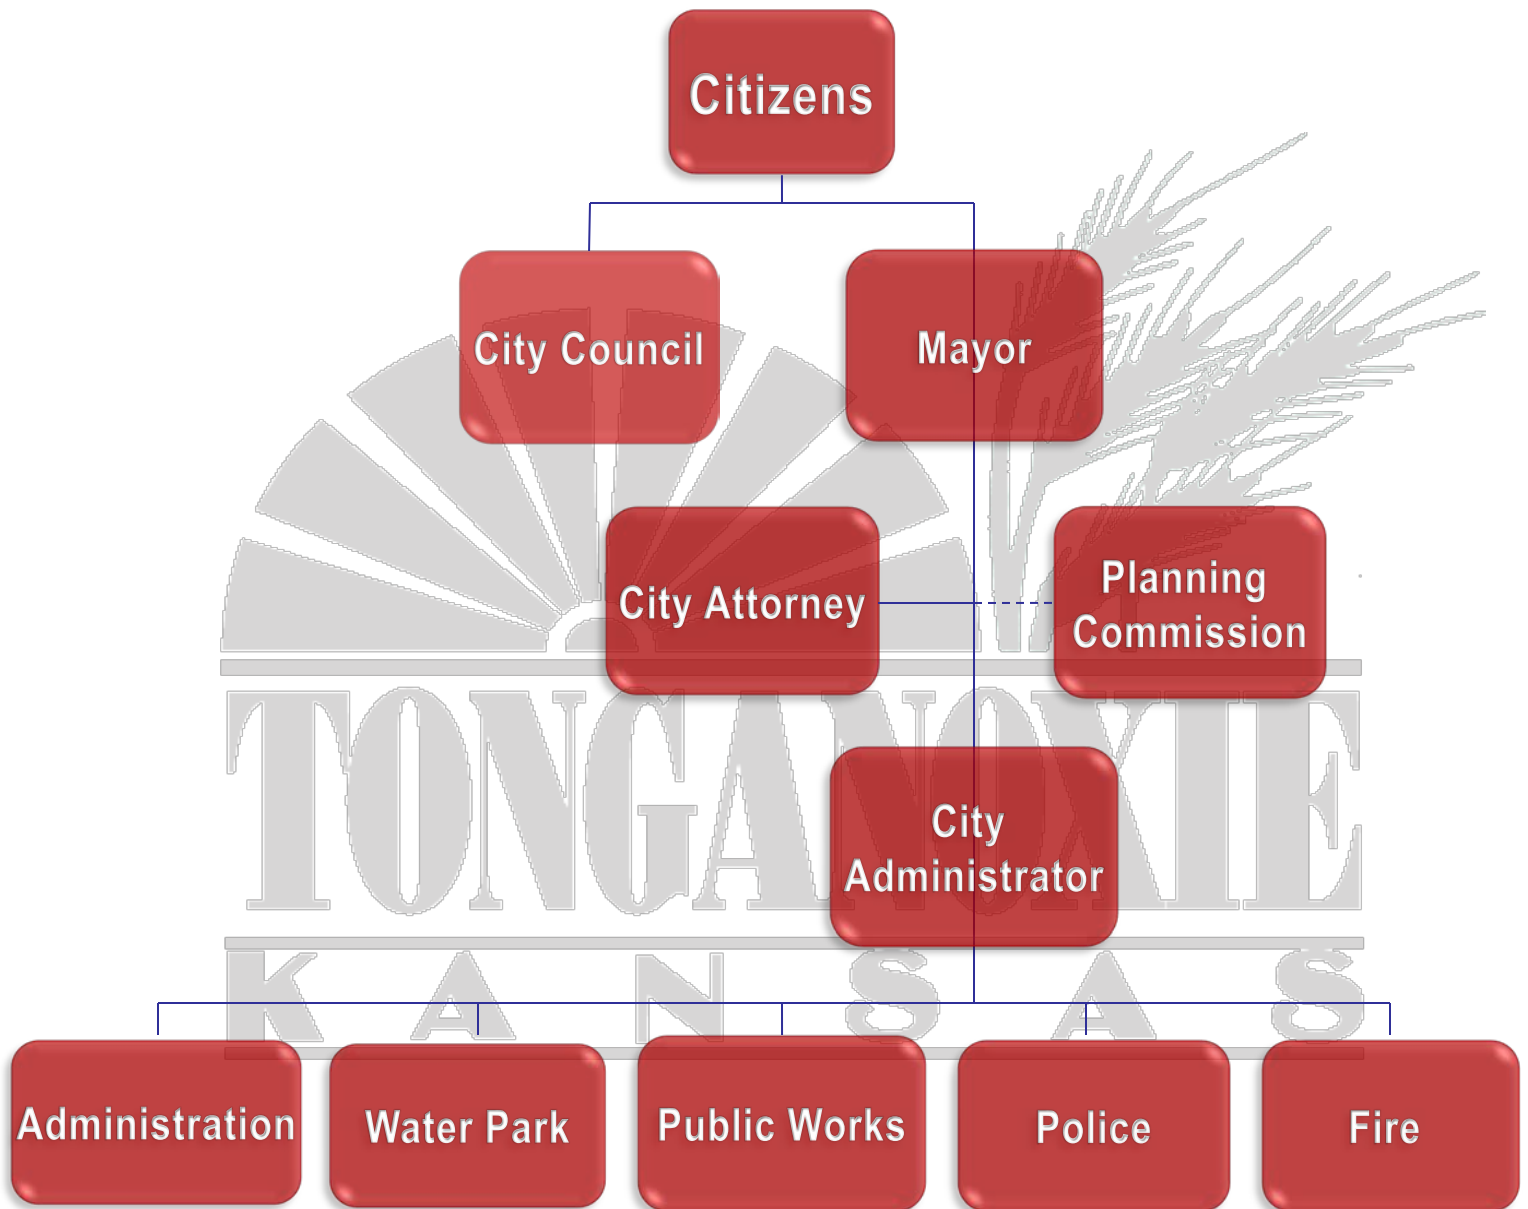 Citizens
City Council
Mayor
City Attorney
Planning
Commission
TONGANOXIE
City
Administrator
KANSAS
Administration
Water Park
Public Works
Police
Fire